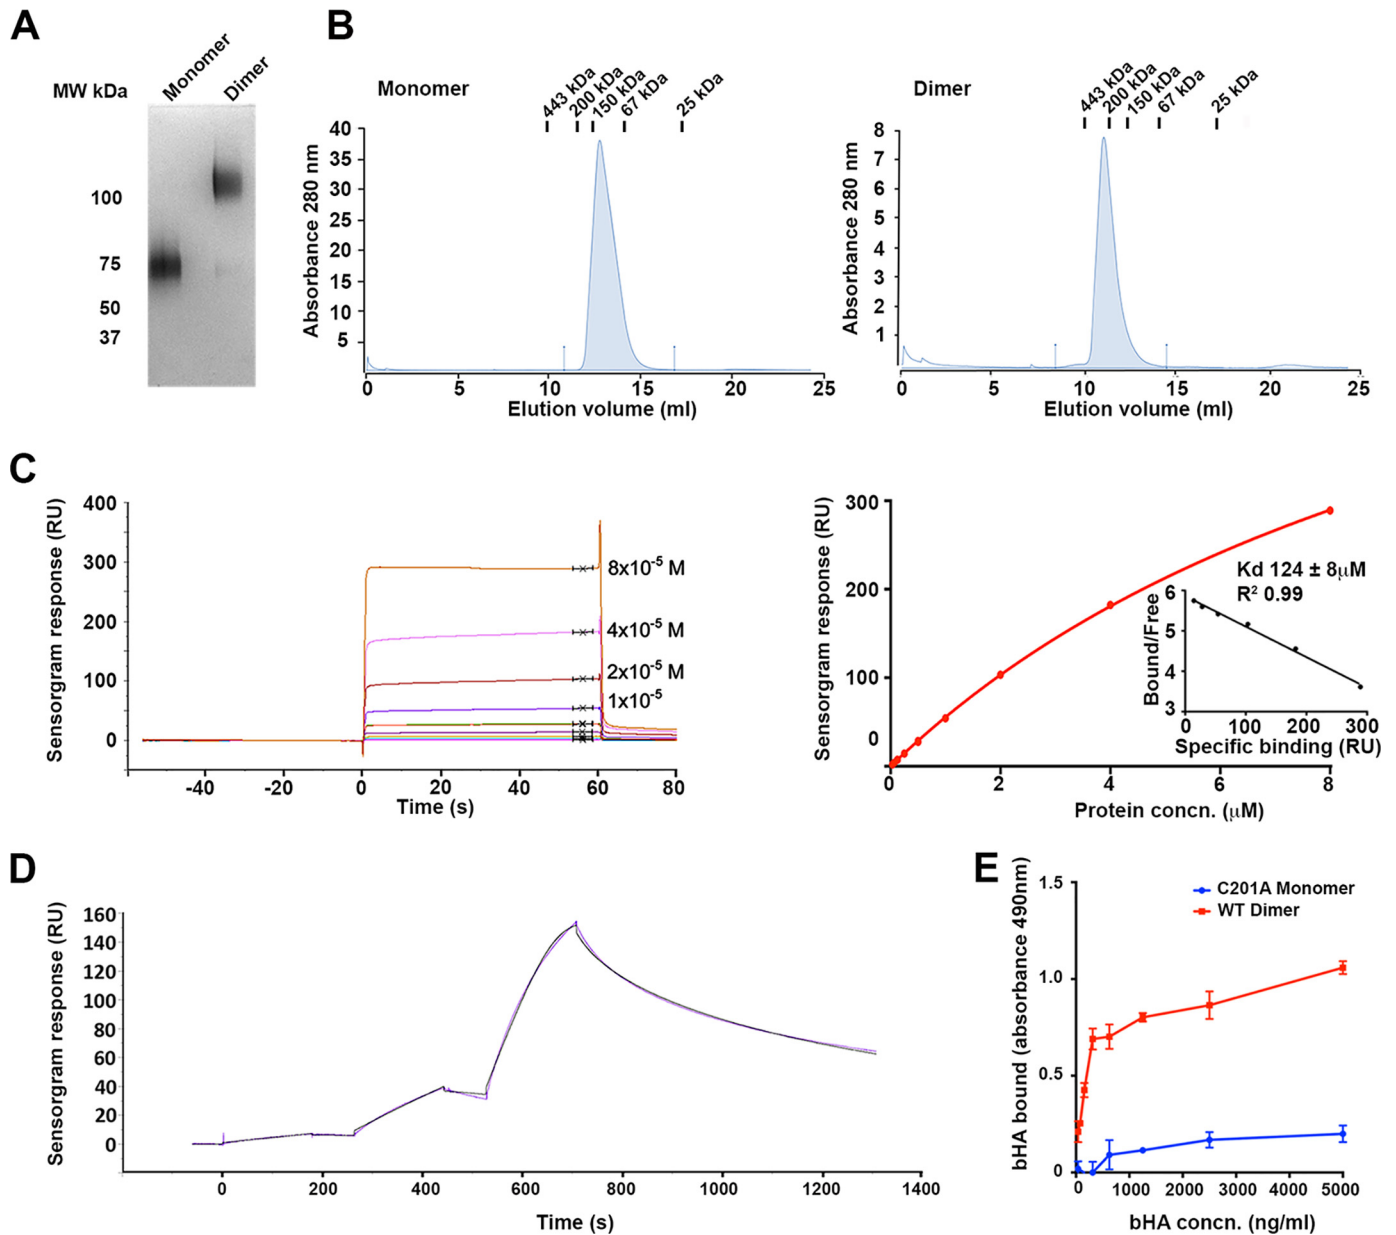 A
MW kDa
Monomer
Dimer
100
75
50
37
B
Monomer
443 kDa
200 kDa
150 kDa
67 kDa
25 kDa
Absorbance 280 nm
40
35
30
25
20
15
10
5
5
10
15
20
25
Elution volume (ml)
Dimer
443 kDa
200 kDa
150 kDa
67 kDa
25 kDa
Absorbance 280 nm
8
7
6
5
4
3
2
1
0
5
10
15
20
25
Elution volume (ml)
C
Sensorgram response (RU)
400
300
200
100
0
8x10-5 M
4x10-5 M
2x10-5 M
1x10-5
-40
-20
0
20
40
60
80
Time (s)
Sensorgram response (RU)
300
200
100
0
0
2
4
6
8
Protein concn. (μM)
Kd 124 ± 8μM
R2 0.99
Bound/Free
6
5
4
3
0
100
200
300
Specific binding (RU)
D
Sensorgram response (RU)
160
140
120
100
80
60
40
20
0
0
200
400
600
800
1000
1200
1400
Time (s)
E
bHA bound (absorbance 490nm)
1.5
1.0
0.5
0
C201A Monomer
WT Dimer
0
1000
2000
3000
4000
5000
bHA concn. (ng/ml)